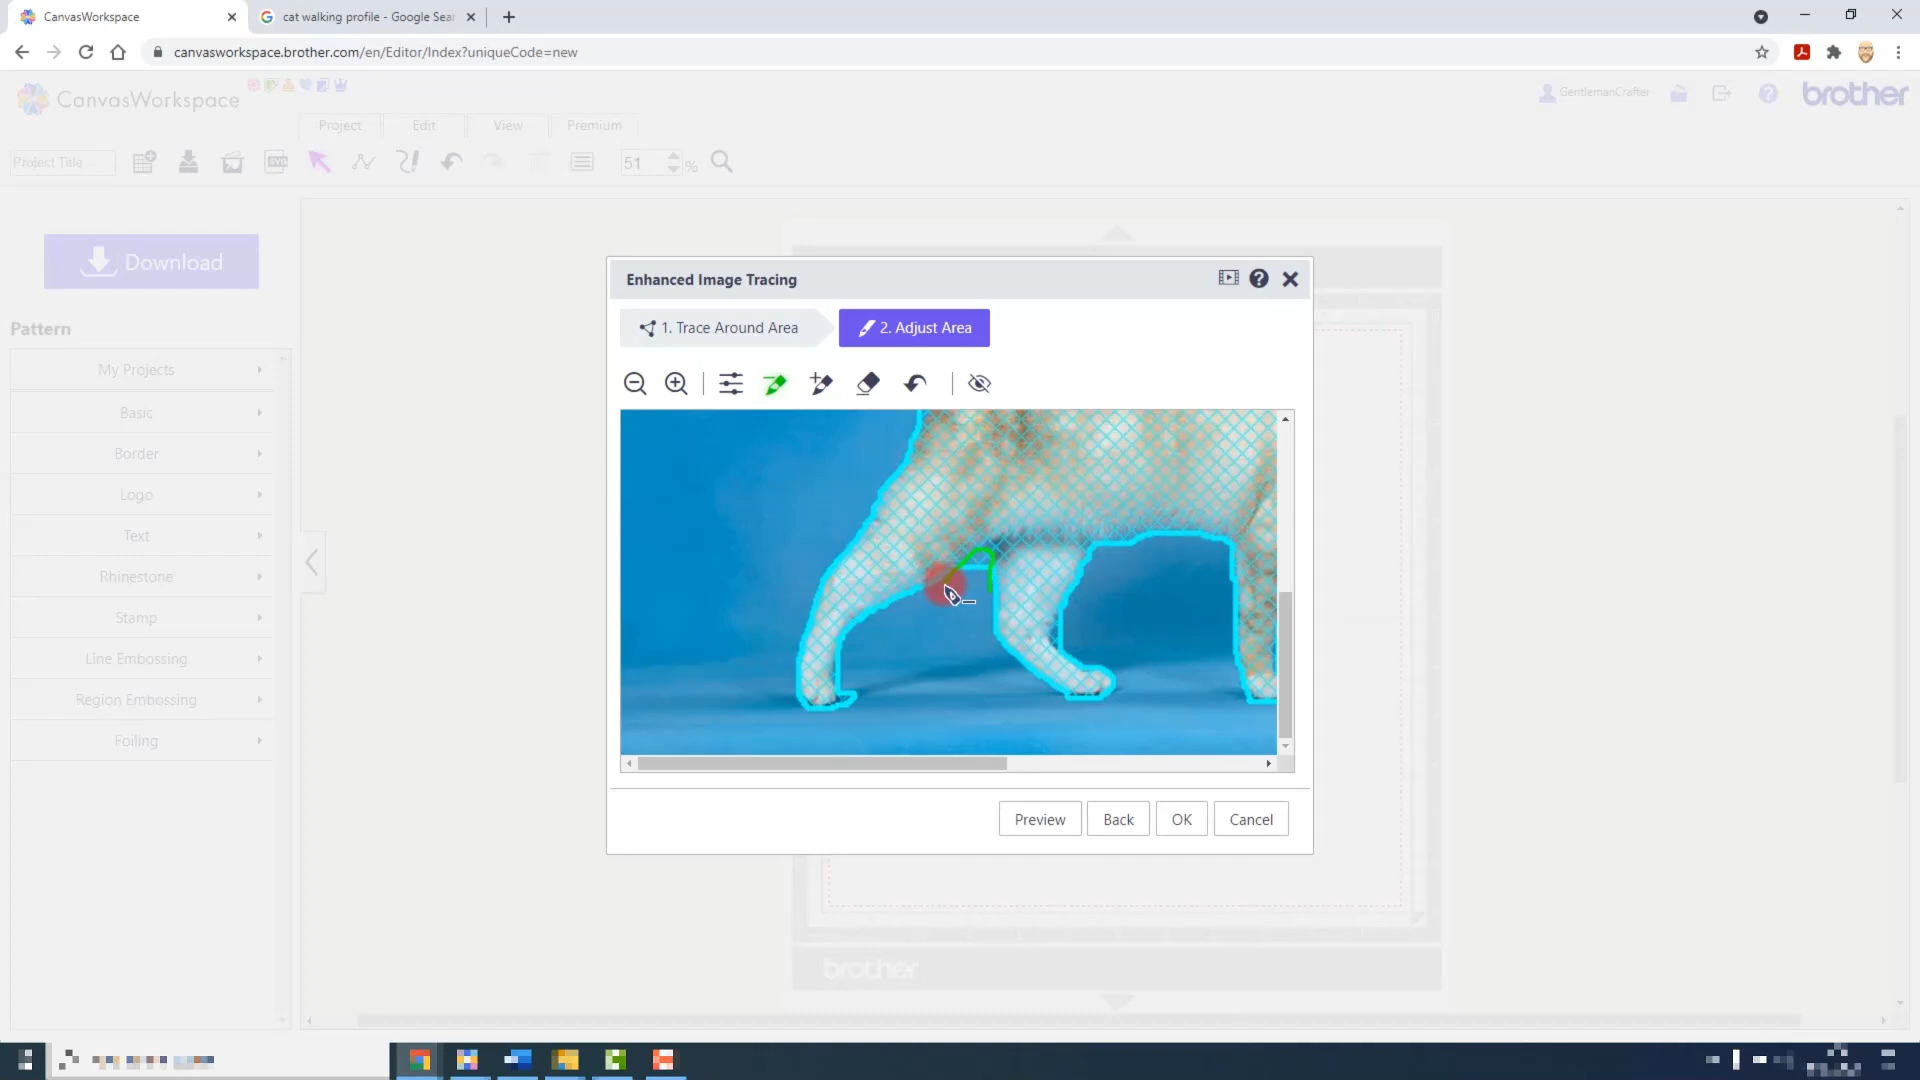 CanvasWorkspace
cat walking profile - Google Sear
canvasworkspace.brother.com/en/Editor/Index?uniqueCode=new
CanvasWorkspace
GentlemanCrafter
brother
Project
Edit
View
Premium
Project Title
SVG
51
%
Download
Pattern
My Projects
Basic
Border
Logo
Text
Rhinestone
Stamp
Line Embossing
Region Embossing
Foiling
Enhanced Image Tracing
1. Trace Around Area
2. Adjust Area
Preview
Back
OK
Cancel
brother